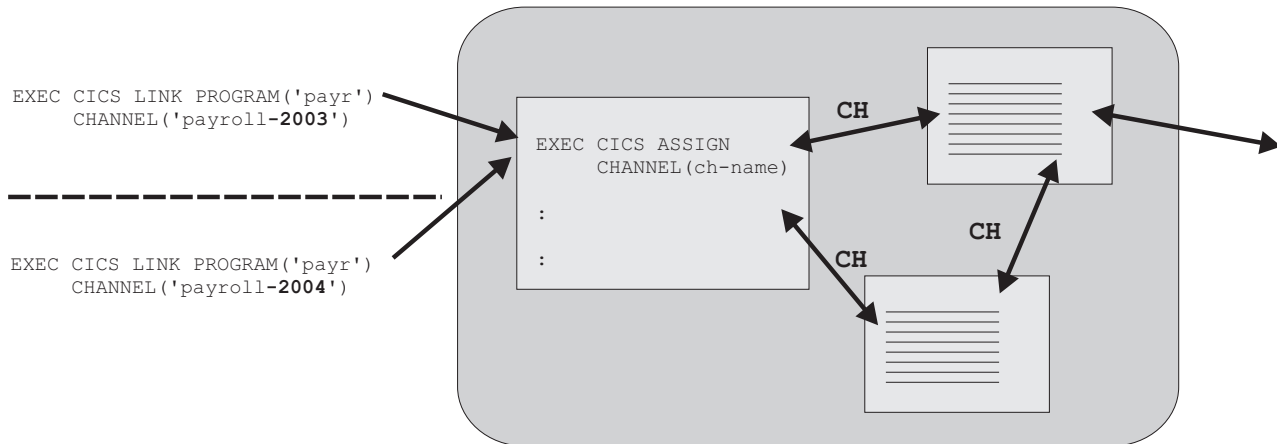 EXEC CICS LINK PROGRAM('payr')
CHANNEL('payroll-2003')
EXEC CICS LINK PROGRAM('payr')
CHANNEL('payroll-2004')
EXEC CICS ASSIGN
CHANNEL(ch-name)
:
:
CH
CH
CH